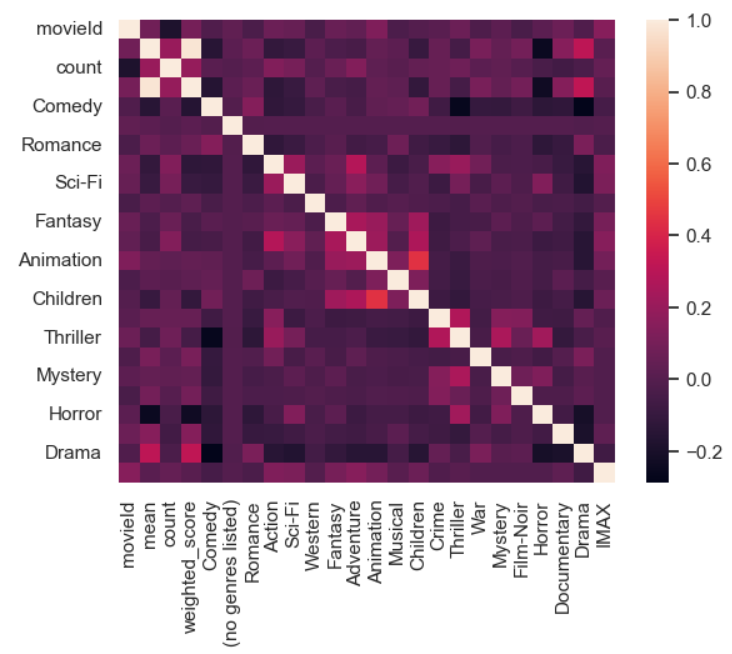 movieId
count
Comedy
Romance
Sci-Fi
Fantasy
Animation
Children
Thriller
Mystery
Horror
Drama
movieId
mean
count
weighted_score
Comedy
(no genres listed)
Romance
Action
Sci-Fi
Western
Fantasy
Adventure
Animation
Musical
Children
Crime
Thriller
War
Mystery
Film-Noir
Horror
Documentary
Drama
IMAX
1.0
0.8
0.6
0.4
0.2
0.0
−0.2